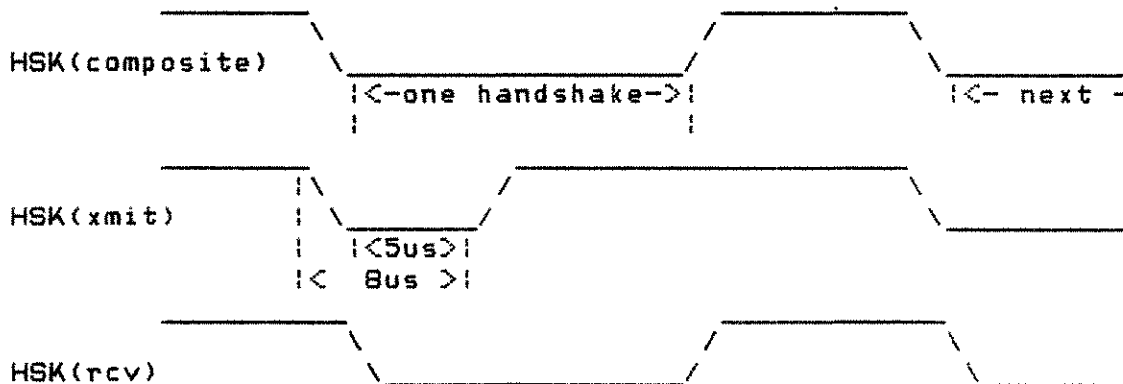 HSK(composite)
|<-one handshake->|
|<- next -
HSK(xmit)
|<5us>|
|< 8us >|
HSK(rcv)